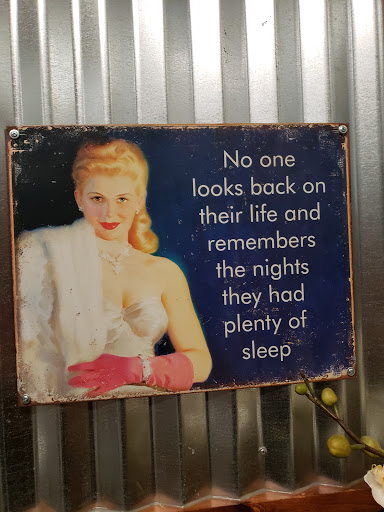 No one
looks back on
their life and
remembers
the nights
they had
plenty of
sleep